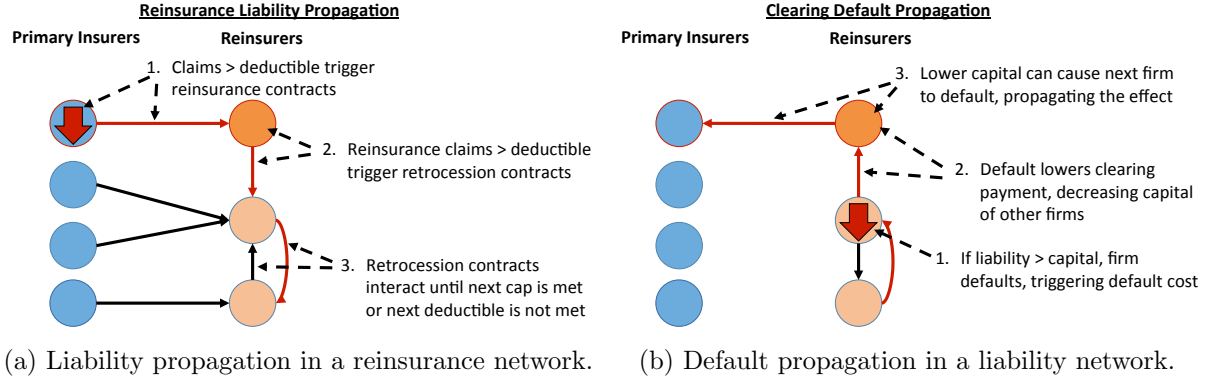 Reinsurance Liability Propagation
Primary Insurers
Reinsurers
1. Claims > deductible trigger
reinsurance contracts
2. Reinsurance claims > deductible
trigger retrocession contracts
3. Retrocession contracts
interact until next cap is met
or next deductible is not met
(a) Liability propagation in a reinsurance network.
Clearing Default Propagation
Primary Insurers
Reinsurers
3. Lower capital can cause next firm
to default, propagating the effect
2. Default lowers clearing
payment, decreasing capital
of other firms
1. If liability > capital, firm
defaults, triggering default cost
(b) Default propagation in a liability network.